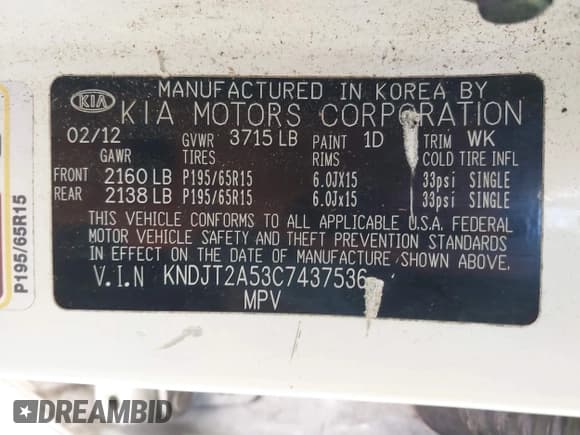 MANUFACTURED IN KOREA BY
KIA KIA MOTORS CORPORATION
02/12 GVWR 3715 LB PAINT 1D TRIM WK
GAWR TIRES RIMS COLD TIRE INFL
FRONT 2160 LB P195/65R15 6.0JX15 33psi SINGLE
REAR 2138 LB P195/65R15 6.0Jx15 33psi SINGLE
THIS VEHICLE CONFORMS TO ALL APPLICABLE U.S.A. FEDERAL
MOTOR VEHICLE SAFETY AND THEFT PREVENTION STANDARDS
IN EFFECT ON THE DATE OF MANUFACTURE SHOWN ABOVE.
V.I.N KNDJT2A53C7437536
MPV
P195/65R15
DREAMBID